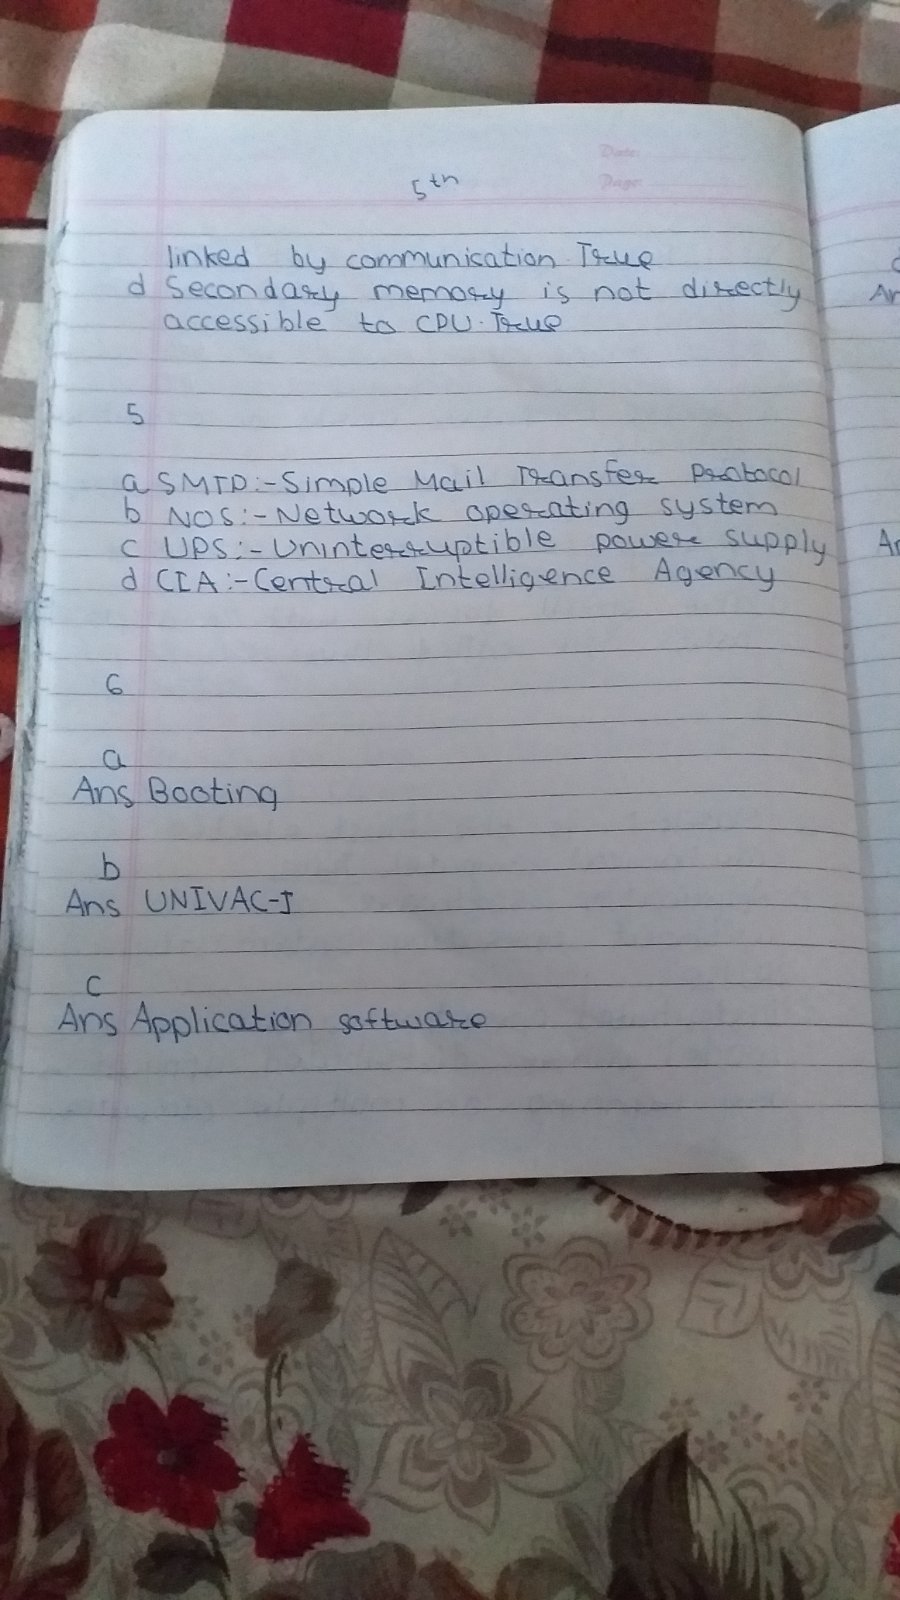 Date:
Page:
5th
linked by communication True
d Secondary memory is not directly
accessible to CPU. True
5
a SMTP:-Simple Mail Transfer Protocol
b NOS:-Network operating system
c UPS:-Uninterruptible power supply
d CIA:-Central Intelligence Agency
6
a
Ans Booting
b
Ans UNIVAC-I
c
Ans Application software